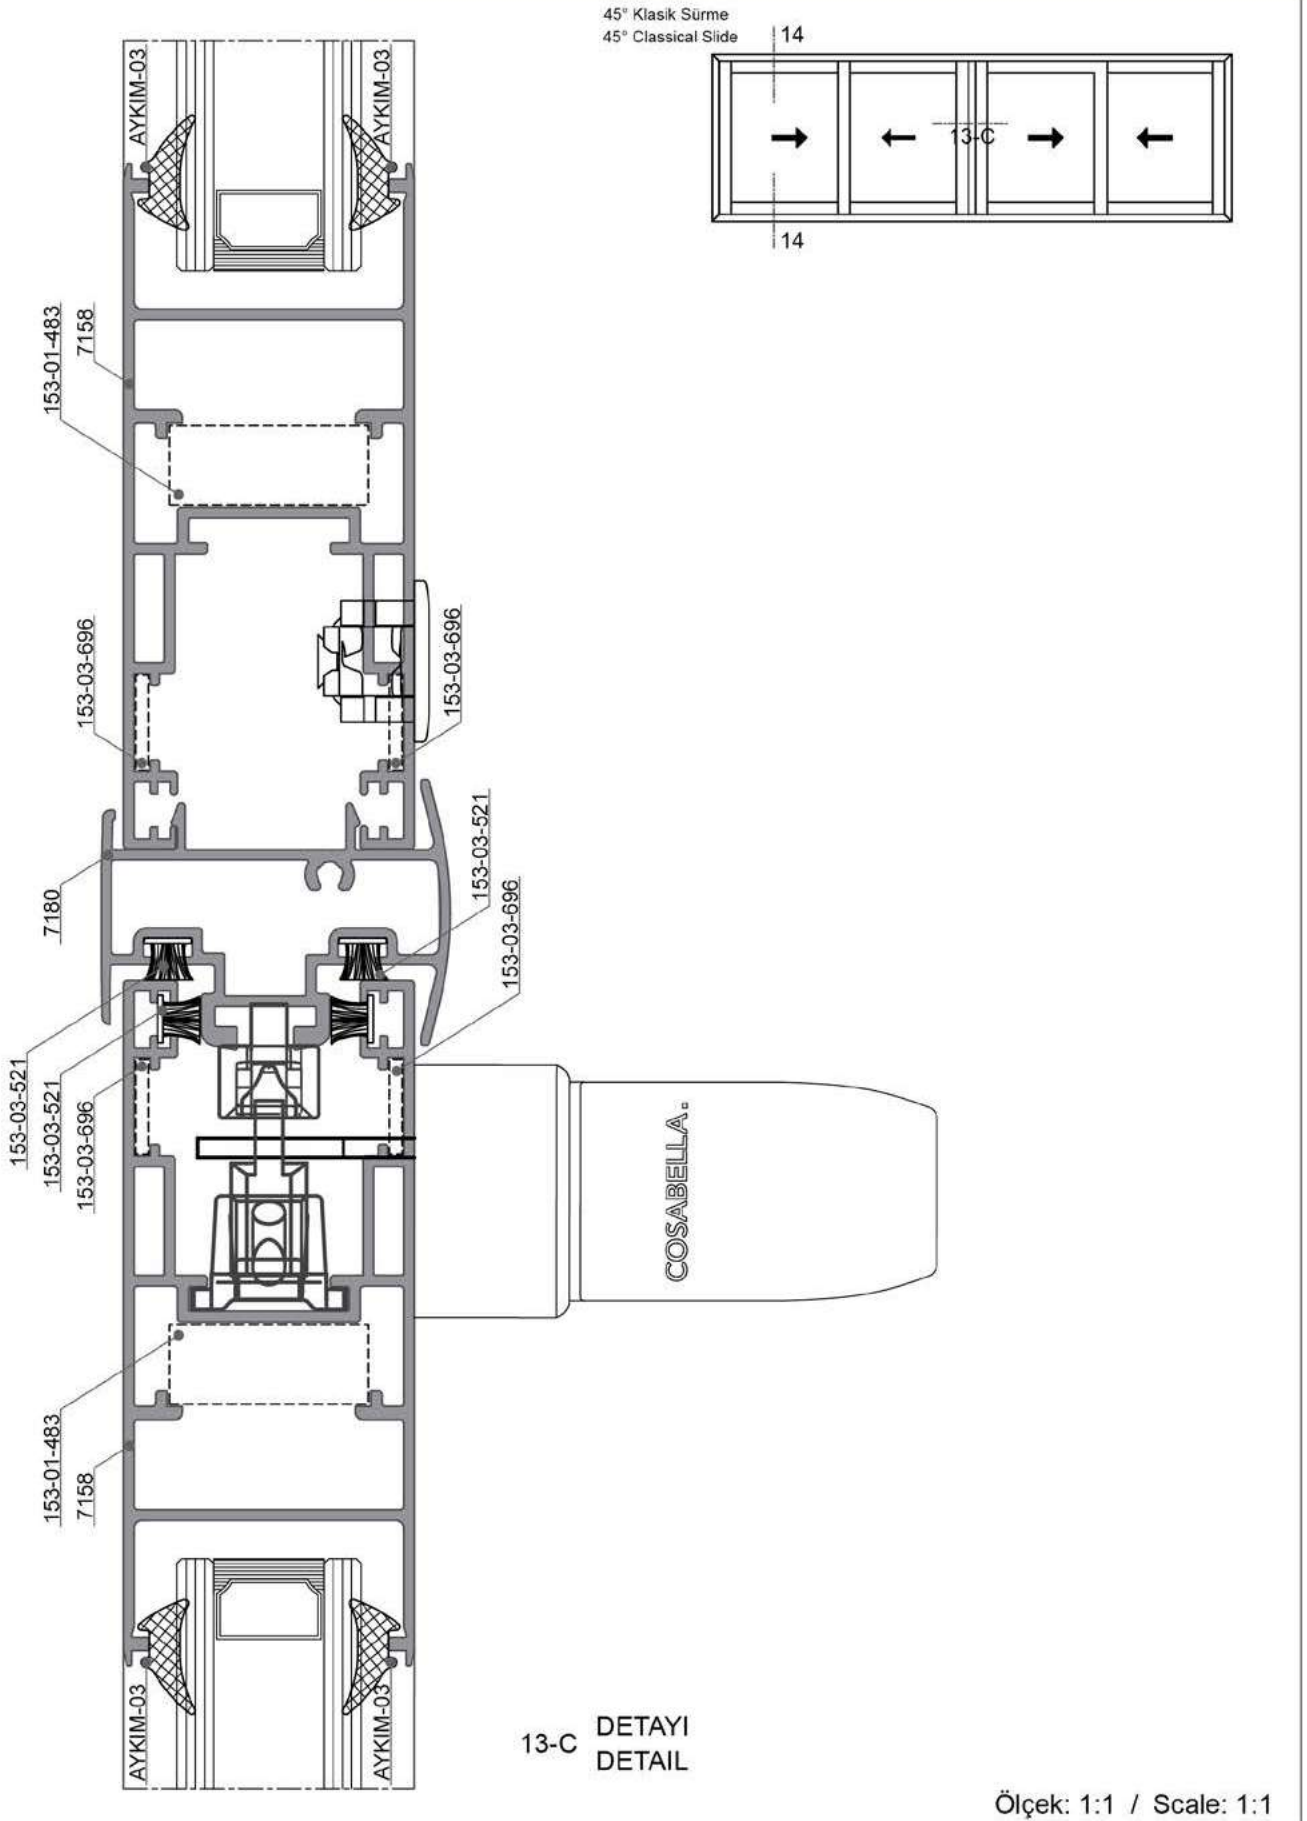 45° Klasik Sürme
45° Classical Slide
14
13-C
14
AYKIM-03
AYKIM-03
153-01-483
7158
153-03-696
153-03-696
7180
153-03-521
153-03-696
153-03-521
153-03-521
153-03-696
COSABELLA.
153-01-483
7158
AYKIM-03
AYKIM-03
13-C
DETAYI
DETAIL
Ölçek: 1:1 / Scale: 1:1